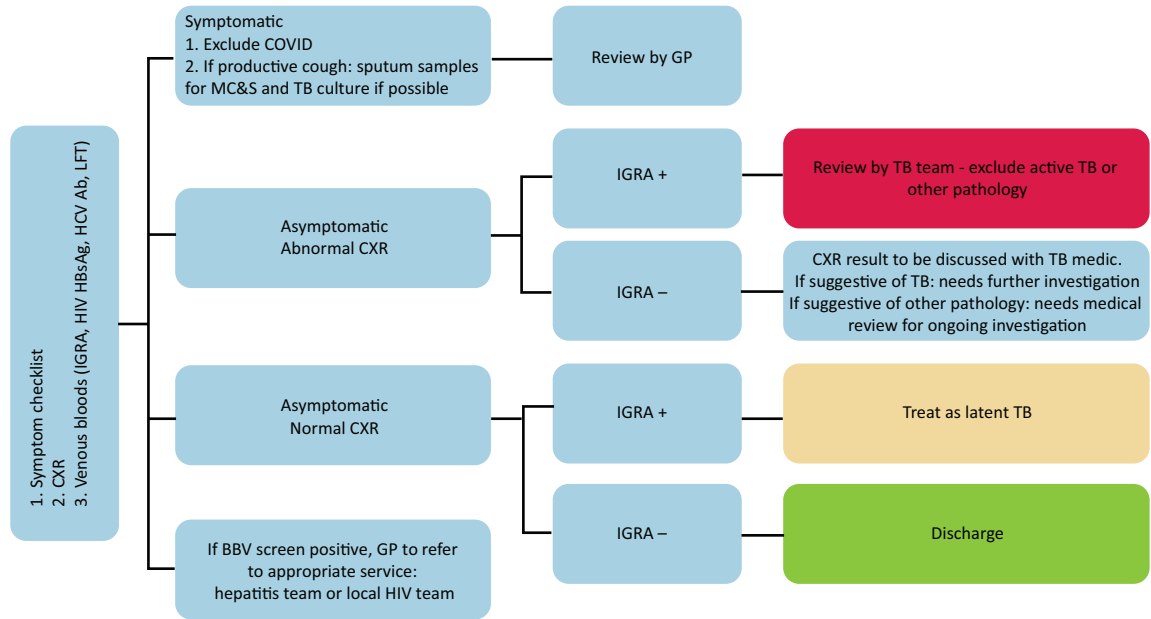 1. Symptom checklist
2. CXR
3. Venous bloods (IGRA, HIV HBsAg, HCV Ab, LFT)
Symptomatic
1. Exclude COVID
2. If productive cough: sputum samples
for MC&S and TB culture if possible
Review by GP
Asymptomatic
Abnormal CXR
IGRA +
Review by TB team - exclude active TB or
other pathology
IGRA –
CXR result to be discussed with TB medic.
If suggestive of TB: needs further investigation
If suggestive of other pathology: needs medical
review for ongoing investigation
Asymptomatic
Normal CXR
IGRA +
Treat as latent TB
IGRA –
Discharge
If BBV screen positive, GP to refer
to appropriate service:
hepatitis team or local HIV team